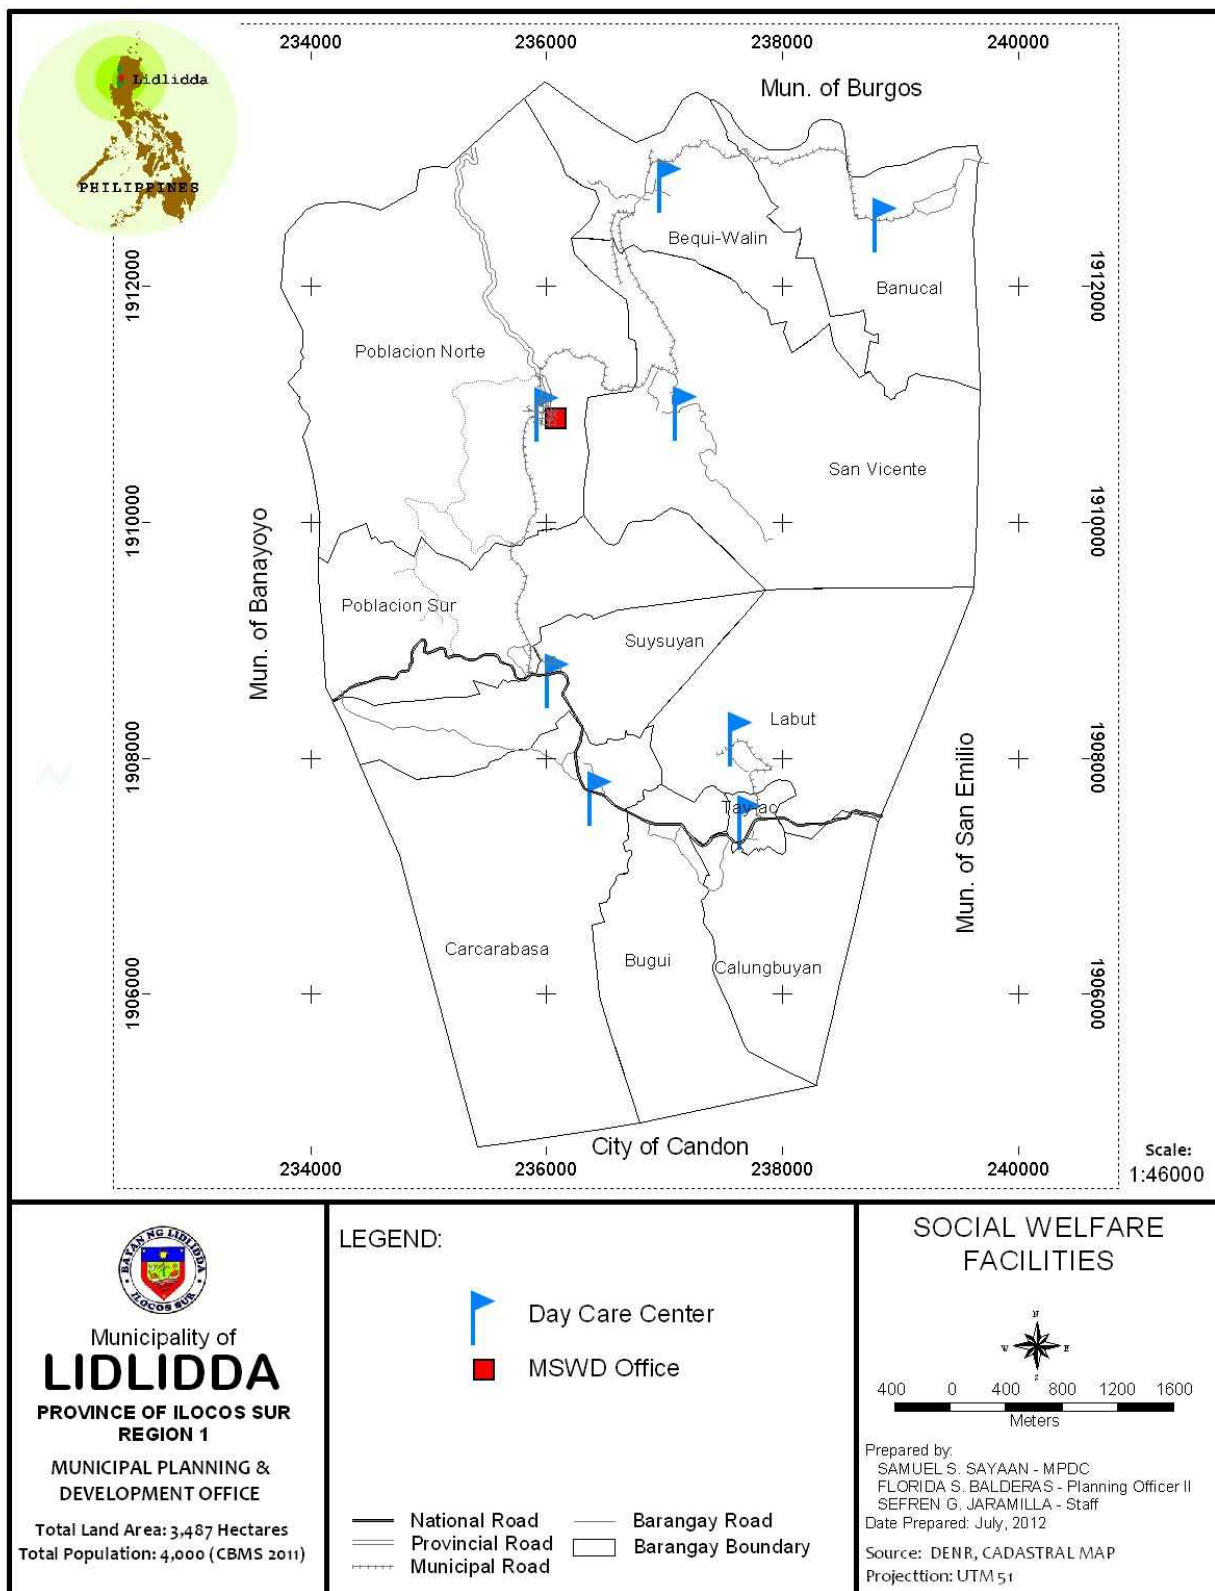 234000 236000 238000 240000
Lidlidda
PHILIPPINES
Mun. of Burgos
Bequi-Walin
Banucal
1912000 1912000
Poblacion Norte
San Vicente
1910000 1910000
Mun. of Banayoyo
Poblacion Sur
Suysuyan
Labut
1908000 1908000
Tay-ac
Mun. of San Emilio
Carcarabasa
Bugui
Calungbuyan
1906000 1906000
City of Candon
234000 236000 238000 240000
Scale:
1:46000
BAYAN NG LIDLIDDA
ILOCOS SUR
Municipality of
LIDLIDDA
PROVINCE OF ILOCOS SUR
REGION 1
MUNICIPAL PLANNING &
DEVELOPMENT OFFICE
Total Land Area: 3,487 Hectares
Total Population: 4,000 (CBMS 2011)
LEGEND:
Day Care Center
MSWD Office
National Road
Provincial Road
Municipal Road
Barangay Road
Barangay Boundary
SOCIAL WELFARE
FACILITIES
N
W E
S
400 0 400 800 1200 1600
Meters
Prepared by:
SAMUEL S. SAYAAN - MPDC
FLORIDA S. BALDERAS - Planning Officer II
SEFREN G. JARAMILLA - Staff
Date Prepared: July, 2012
Source: DENR, CADASTRAL MAP
Projecttion: UTM 51